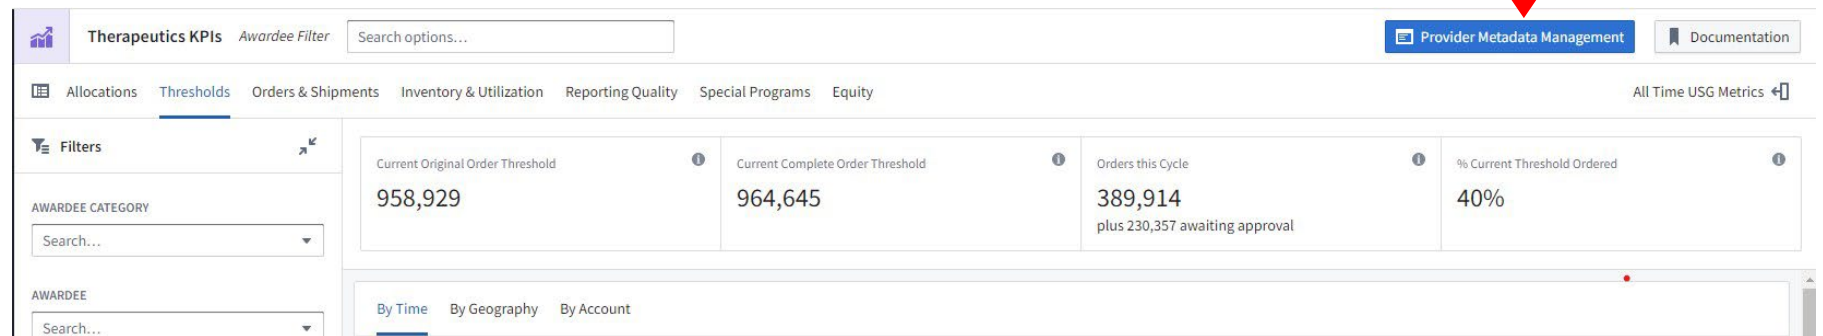 Therapeutics KPIs Awardee Filter Search options... Provider Metadata Management Documentation
Allocations Thresholds Orders & Shipments Inventory & Utilization Reporting Quality Special Programs Equity All Time USG Metrics
Filters
Current Original Order Threshold
958,929
Current Complete Order Threshold
964,645
Orders this Cycle
389,914
plus 230,357 awaiting approval
% Current Threshold Ordered
40%
AWARDEE CATEGORY
Search...
AWARDEE
Search...
By Time By Geography By Account